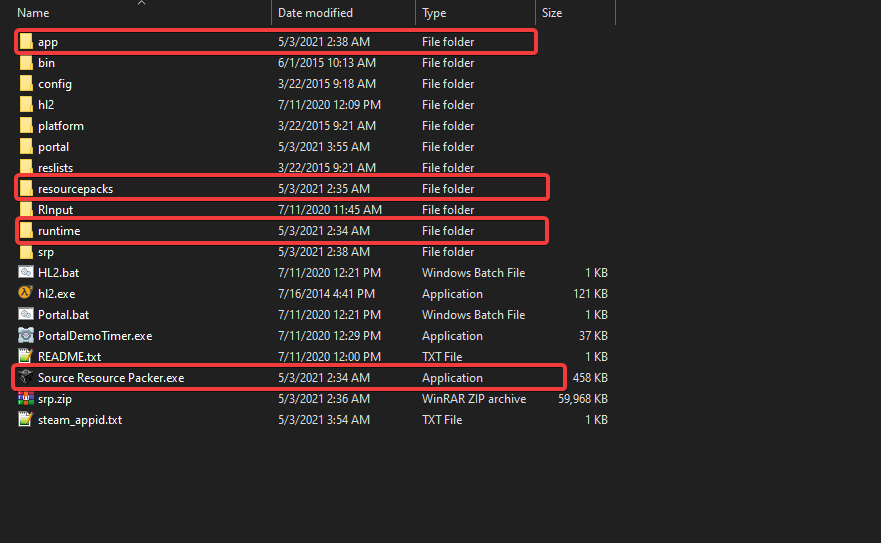 Name Date modified Type Size
app 5/3/2021 2:38 AM File folder
bin 6/1/2015 10:13 AM File folder
config 3/22/2015 9:18 AM File folder
hl2 7/11/2020 12:09 PM File folder
platform 3/22/2015 9:21 AM File folder
portal 5/3/2021 3:55 AM File folder
reslists 3/22/2015 9:21 AM File folder
resourcepacks 5/3/2021 2:35 AM File folder
RInput 7/11/2020 11:45 AM File folder
runtime 5/3/2021 2:34 AM File folder
srp 5/3/2021 2:38 AM File folder
HL2.bat 7/11/2020 12:21 PM Windows Batch File 1 KB
hl2.exe 7/16/2014 4:41 PM Application 121 KB
Portal.bat 7/11/2020 12:21 PM Windows Batch File 1 KB
PortalDemoTimer.exe 7/11/2020 12:29 PM Application 37 KB
README.txt 7/11/2020 12:00 PM TXT File 1 KB
Source Resource Packer.exe 5/3/2021 2:34 AM Application 458 KB
srp.zip 5/3/2021 2:36 AM WinRAR ZIP archive 59,968 KB
steam_appid.txt 5/3/2021 3:54 AM TXT File 1 KB